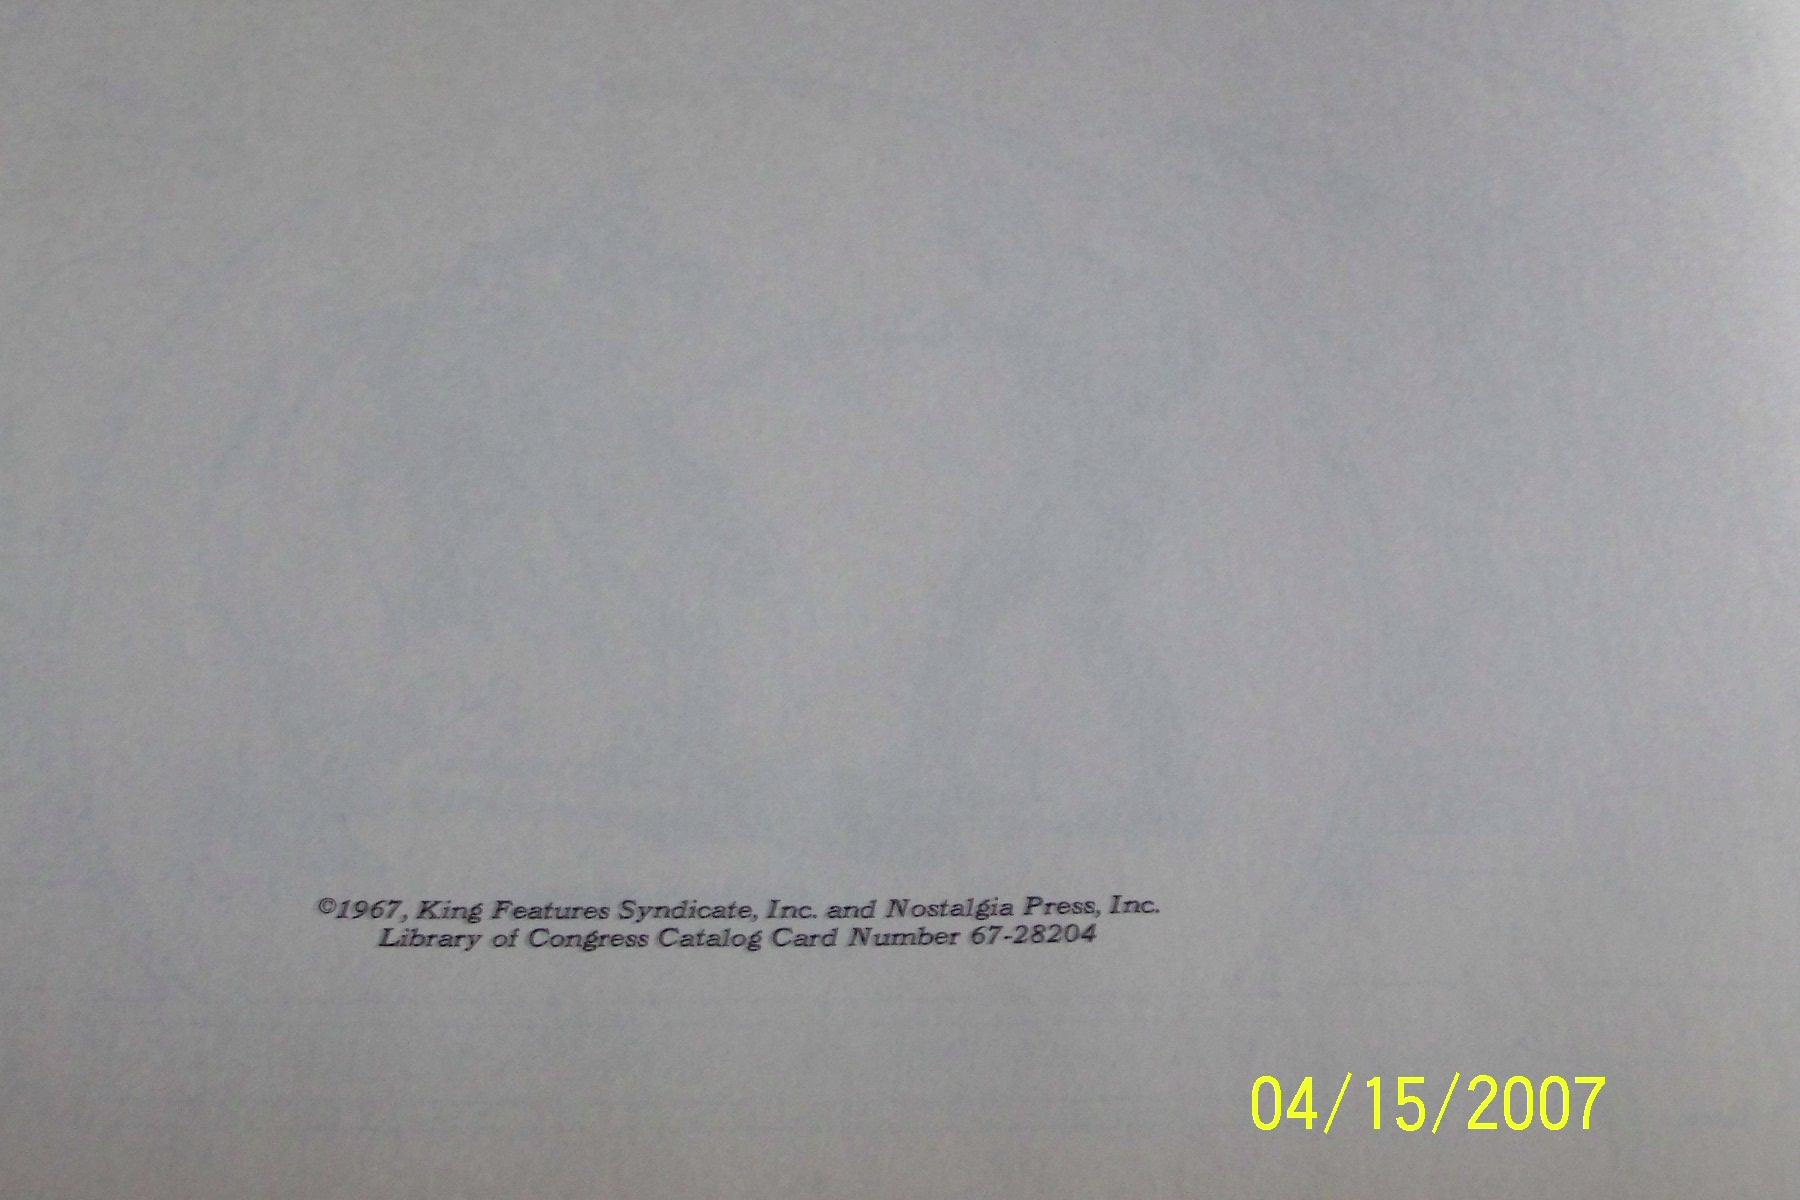 ©1967, King Features Syndicate, Inc. and Nostalgia Press, Inc.
Library of Congress Catalog Card Number 67-28204
04/15/2007